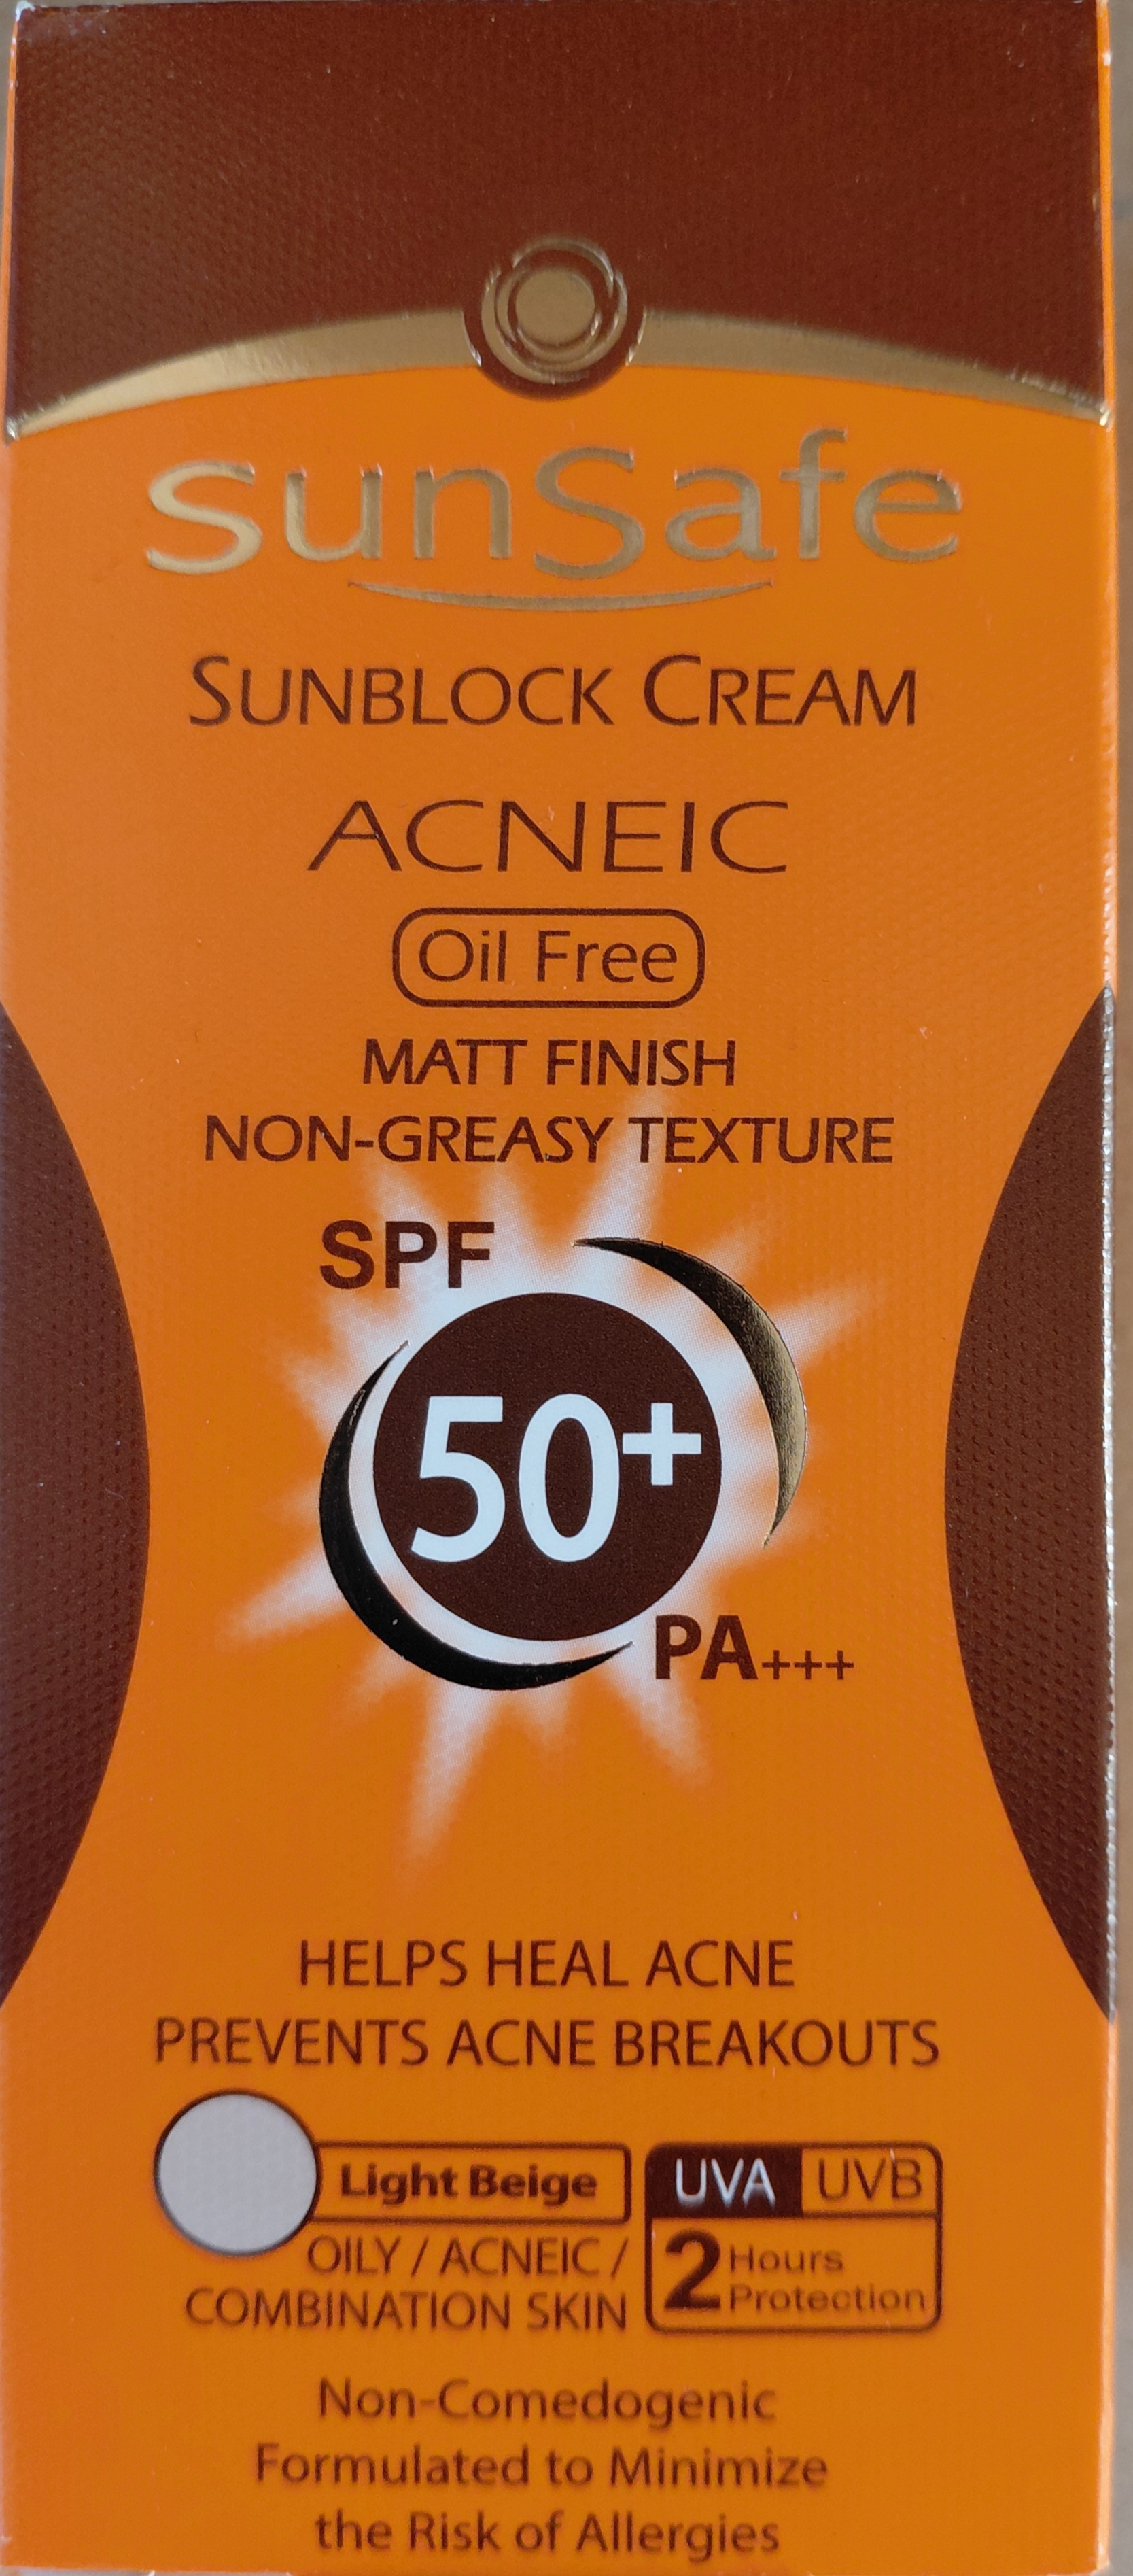 sunSafe
SUNBLOCK CREAM
ACNEIC
Oil Free
MATT FINISH
NON-GREASY TEXTURE
SPF
50+
PA+++
HELPS HEAL ACNE
PREVENTS ACNE BREAKOUTS
Light Beige
OILY / ACNEIC /
COMBINATION SKIN
UVA UVB
2 Hours
Protection
Non-Comedogenic
Formulated to Minimize
the Risk of Allergies